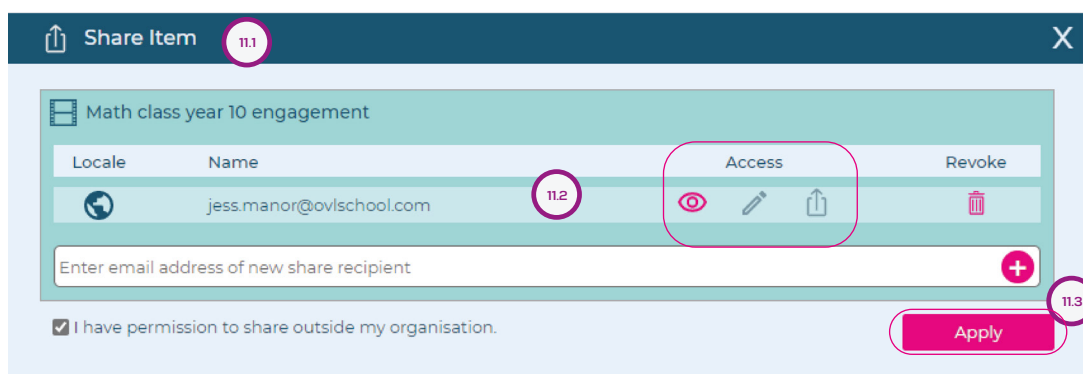 Share Item
11.1
X
Math class year 10 engagement
Locale Name Access Revoke
jess.manor@ovlschool.com
11.2
Enter email address of new share recipient
11.3
I have permission to share outside my organisation.
Apply